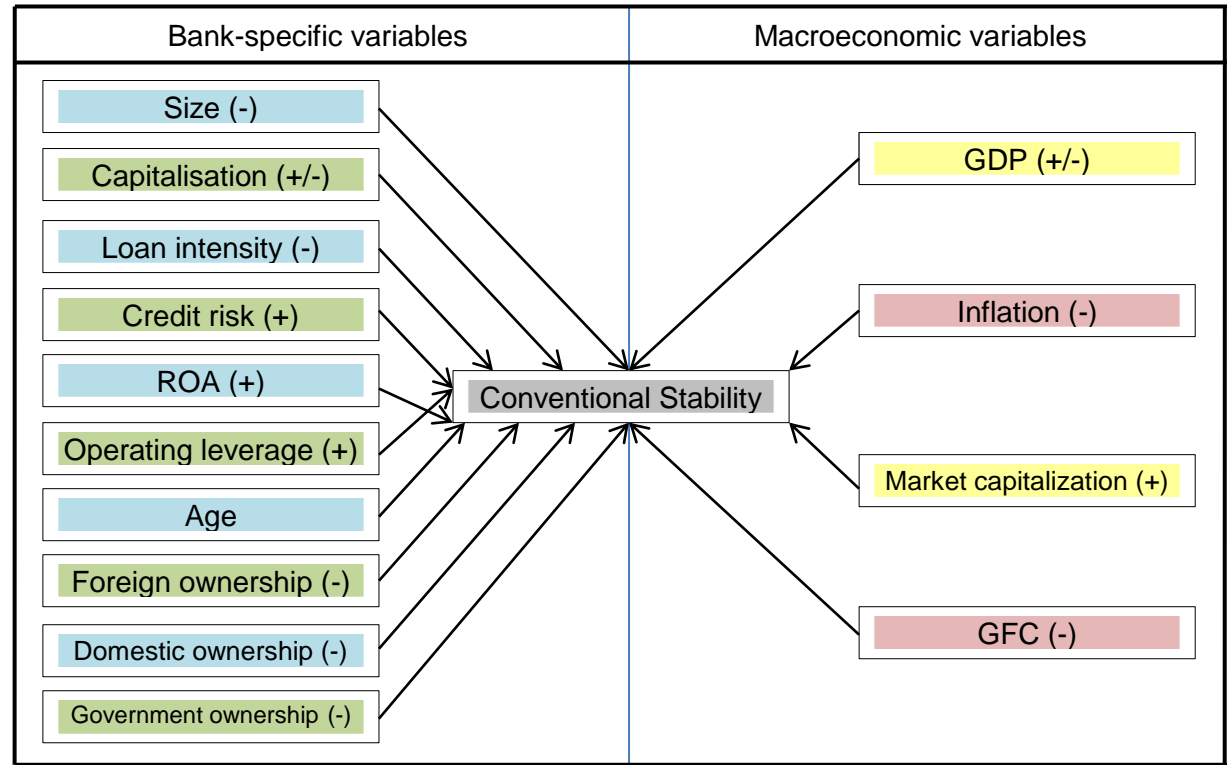 Bank-specific variables
Macroeconomic variables
Size (-)
Capitalisation (+/-)
Loan intensity (-)
Credit risk (+)
ROA (+)
Operating leverage (+)
Age
Foreign ownership (-)
Domestic ownership (-)
Government ownership (-)
Conventional Stability
GDP (+/-)
Inflation (-)
Market capitalization (+)
GFC (-)